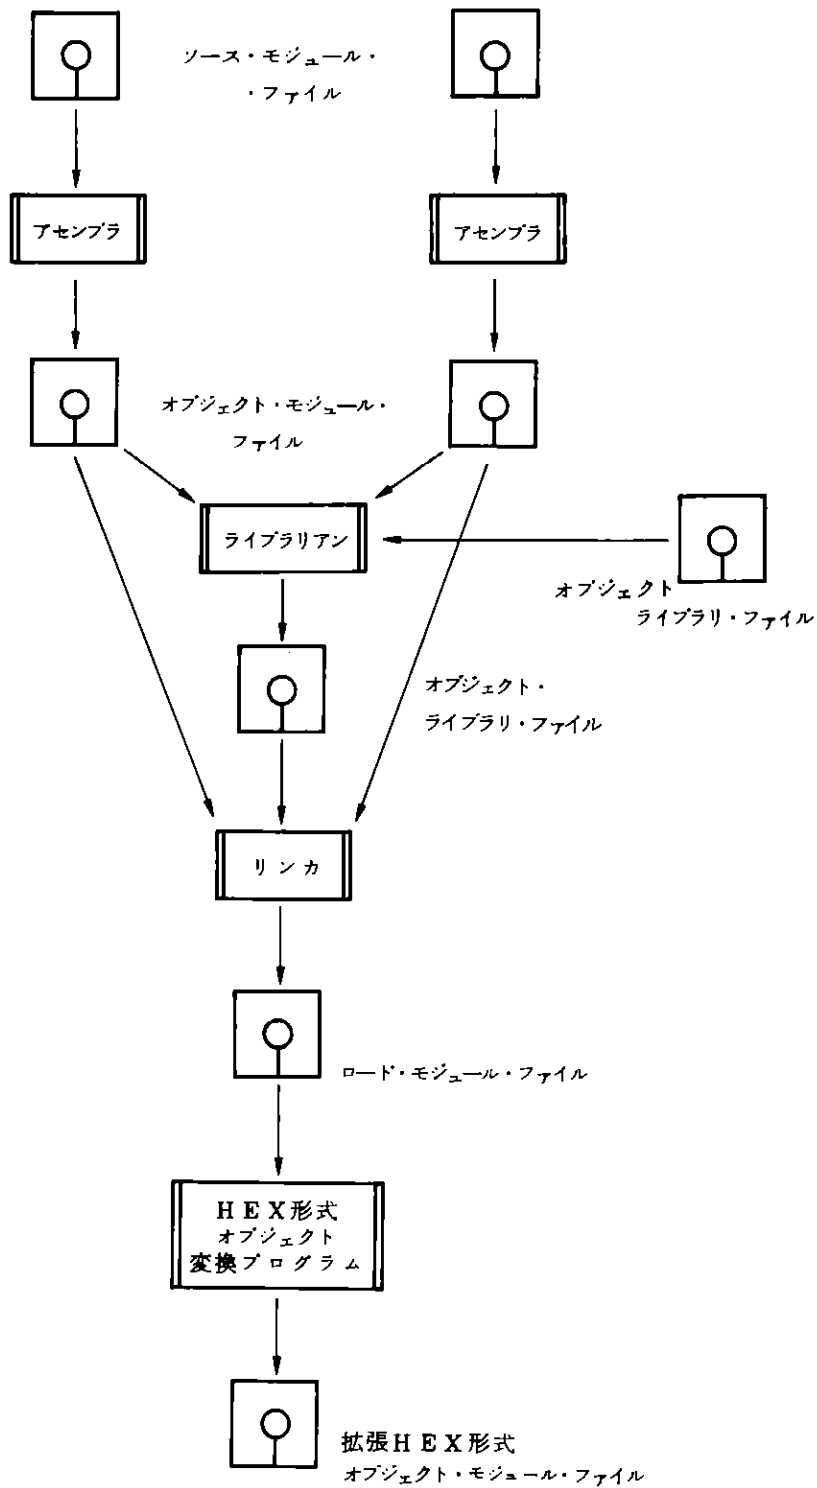 ソース・モジュール・
・ファイル
アセンブラ
アセンブラ
オブジェクト・モジュール・
ファイル
ライブラリアン
オブジェクト
ライブラリ・ファイル
オブジェクト・
ライブラリ・ファイル
リンカ
ロード・モジュール・ファイル
HEX形式
オブジェクト
変換プログラム
拡張HEX形式
オブジェクト・モジュール・ファイル